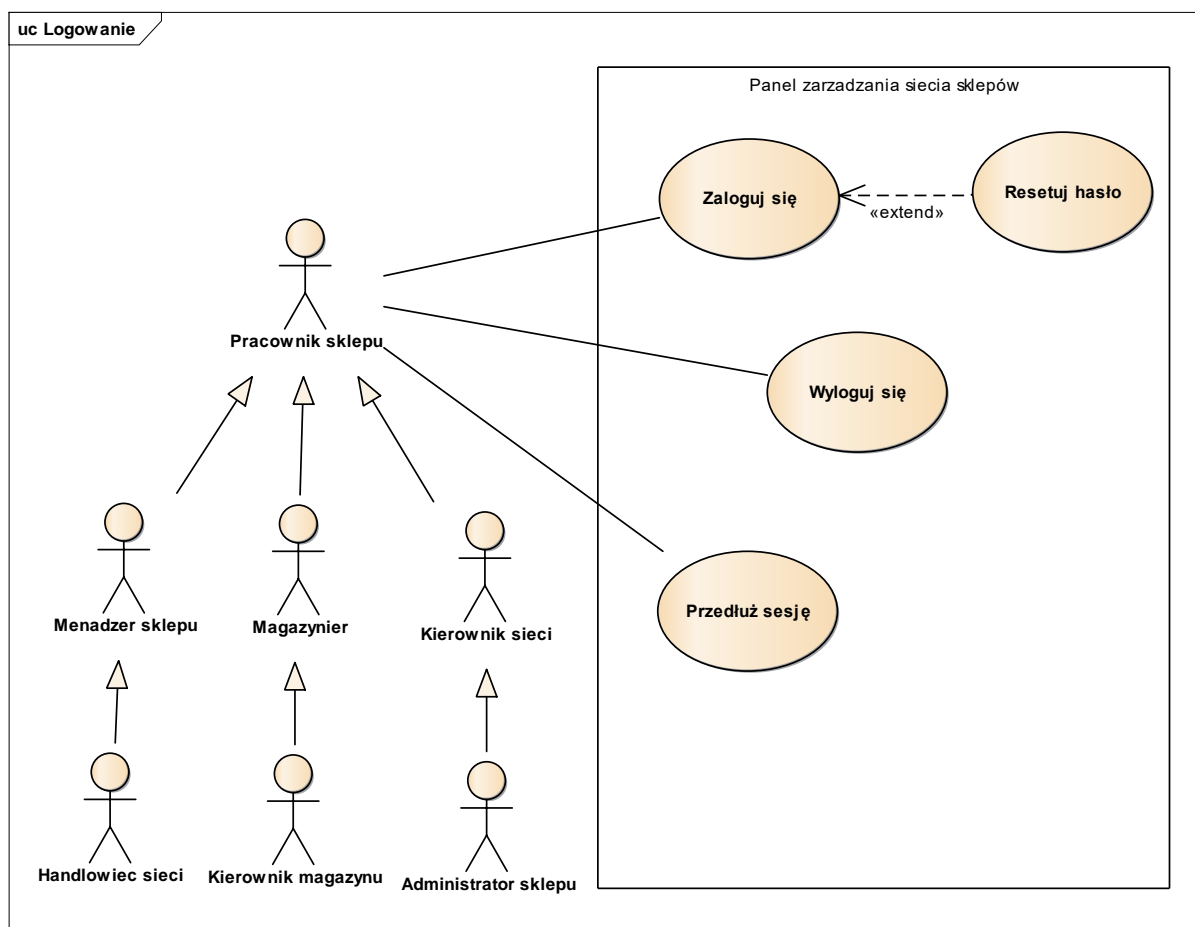 uc Logowanie
Panel zarzadzania siecia sklepów
Zaloguj się
Resetuj hasło
«extend»
Pracownik sklepu
Wyloguj się
Przedłuż sesję
Menadzer sklepu
Magazynier
Kierownik sieci
Handlowiec sieci
Kierownik magazynu
Administrator sklepu